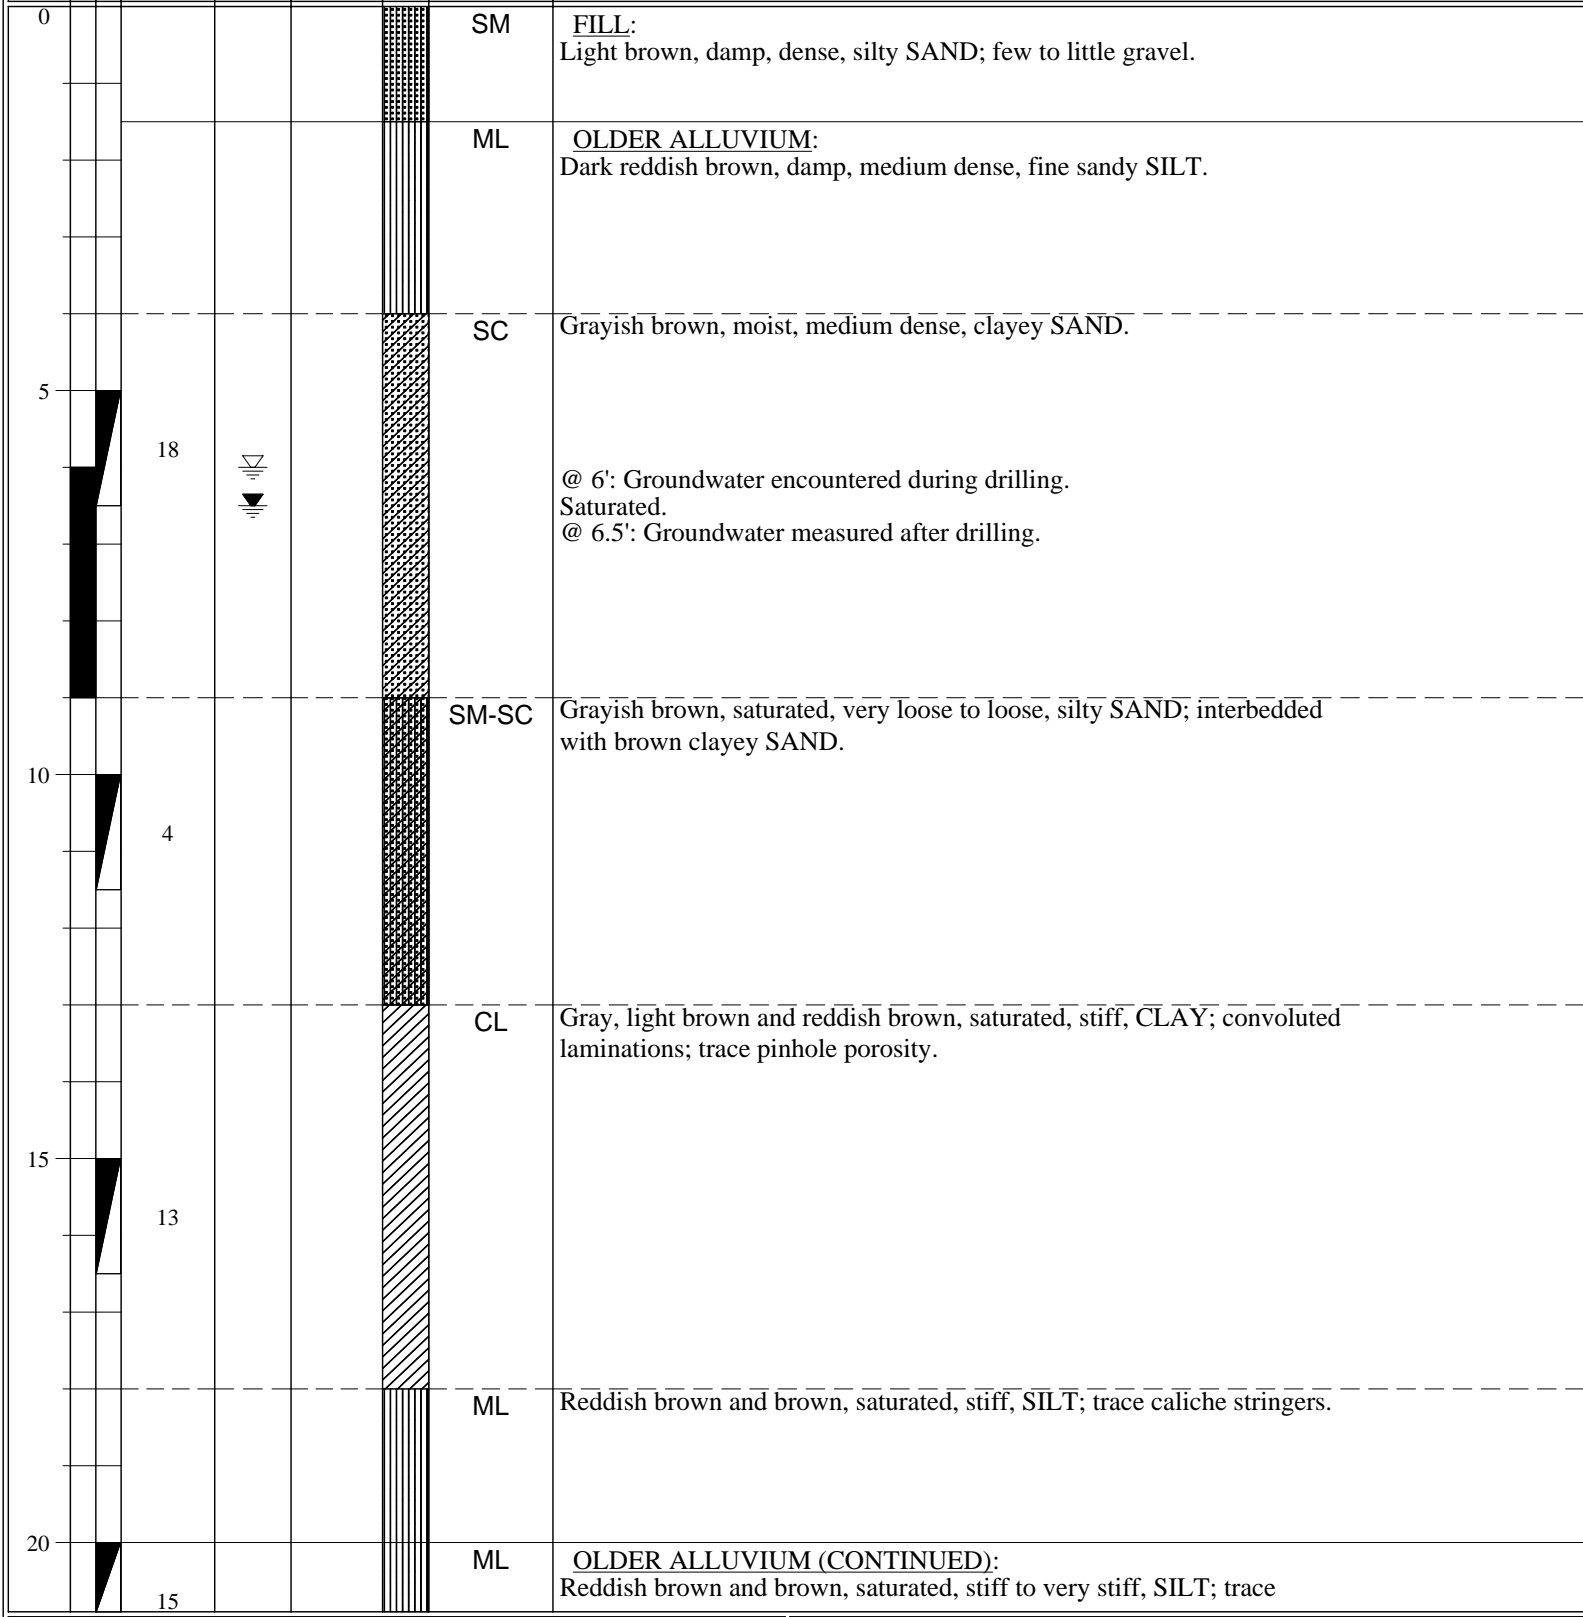 0
SM
FILL:
Light brown, damp, dense, silty SAND; few to little gravel.
ML
OLDER ALLUVIUM:
Dark reddish brown, damp, medium dense, fine sandy SILT.
SC
Grayish brown, moist, medium dense, clayey SAND.
5
18
@ 6': Groundwater encountered during drilling.
Saturated.
@ 6.5': Groundwater measured after drilling.
SM-SC
Grayish brown, saturated, very loose to loose, silty SAND; interbedded
with brown clayey SAND.
10
4
CL
Gray, light brown and reddish brown, saturated, stiff, CLAY; convoluted
laminations; trace pinhole porosity.
15
13
ML
Reddish brown and brown, saturated, stiff, SILT; trace caliche stringers.
20
ML
OLDER ALLUVIUM (CONTINUED):
Reddish brown and brown, saturated, stiff to very stiff, SILT; trace
15